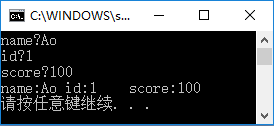 C:\WINDOWS\s...
name?Ao
id?1
score?100
name:Ao id:1    score:100
请按任意键继续. . .